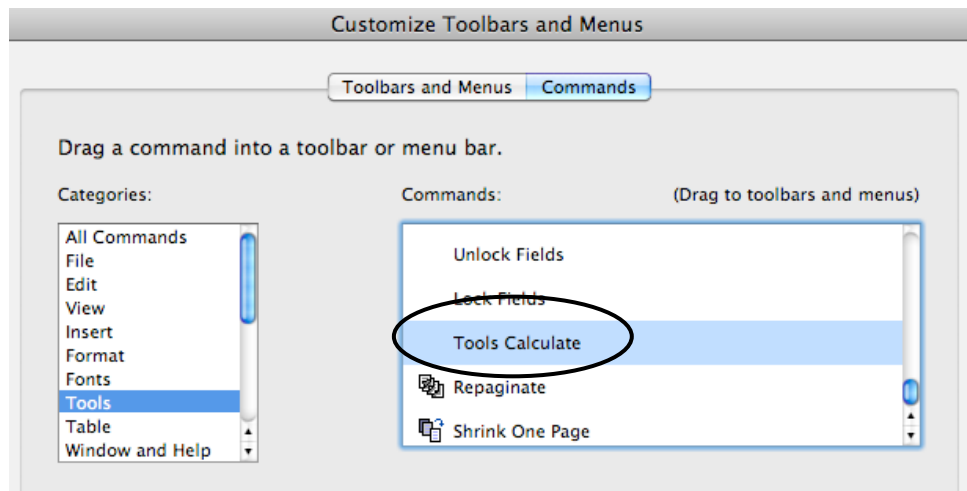 Customize Toolbars and Menus
Toolbars and Menus
Commands
Drag a command into a toolbar or menu bar.
Categories:
All Commands
File
Edit
View
Insert
Format
Fonts
Tools
Table
Window and Help
Commands:
(Drag to toolbars and menus)
Unlock Fields
Lock Fields
Tools Calculate
Repaginate
Shrink One Page